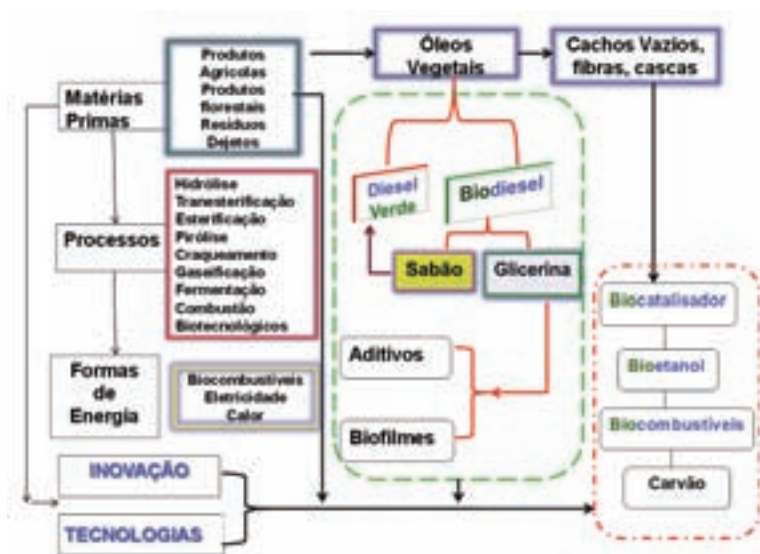 Matérias
Primas
Produtos
Agrícolas
Produtos
florestais
Resíduos
Dejetos
Óleos
Vegetais
Cachos Vazios,
fibras, cascas
Processos
Hidrólise
Tranesterificação
Esterificação
Pirólise
Craqueamento
Gaseificação
Fermentação
Combustão
Biotecnológicos
Diesel
Verde
Biodiesel
Sabão
Glicerina
Aditivos
Biofilmes
Biocatalisador
Bioetanol
Biocombustíveis
Carvão
Formas
de
Energia
Biocombustíveis
Eletricidade
Calor
INOVAÇÃO
TECNOLOGIAS